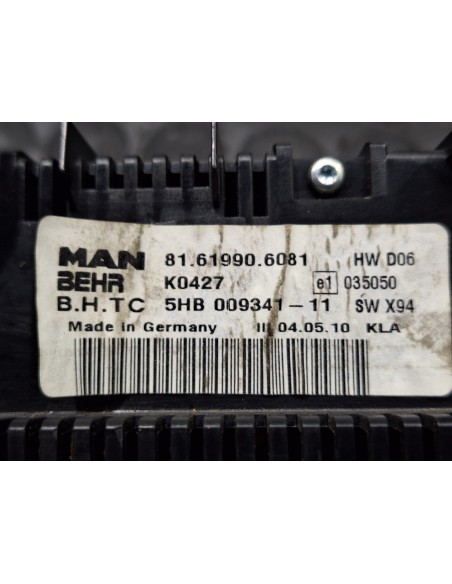 MAN 81.61990.6081 HW D06
BEHR K0427 e1 035050
B.H.TC 5HB 009341-11 SW X94
Made in Germany II 04.05.10 KLA